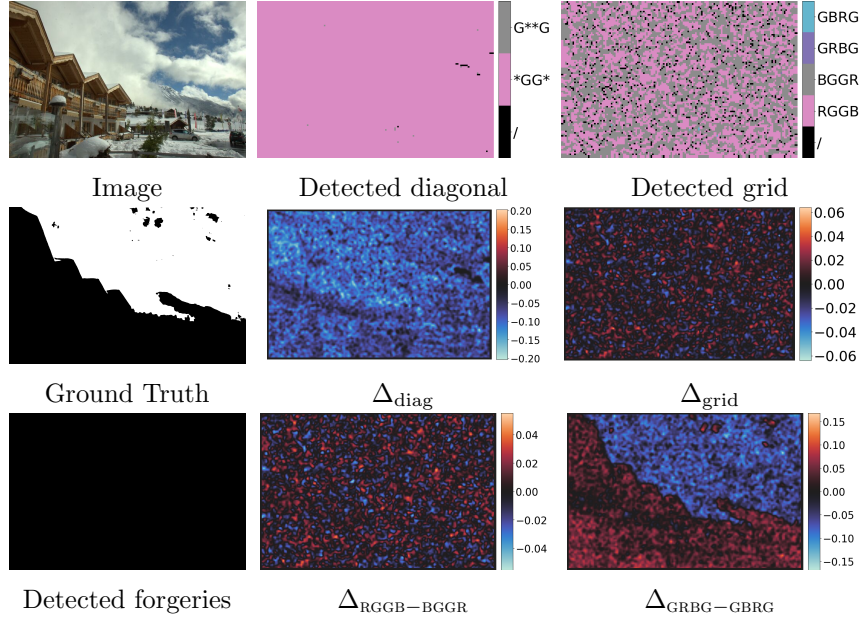 G**G
*GG*
/
GBRG
GRBG
BGGR
RGGB
/
Image
Detected diagonal
Detected grid
0.20
0.15
0.10
0.05
0.00
−0.05
−0.10
−0.15
−0.20
0.06
0.04
0.02
0.00
−0.02
−0.04
−0.06
Ground Truth
Δdiag
Δgrid
0.04
0.02
0.00
−0.02
−0.04
0.15
0.10
0.05
0.00
−0.05
−0.10
−0.15
Detected forgeries
ΔRGGB−BGGR
ΔGRBG−GBRG